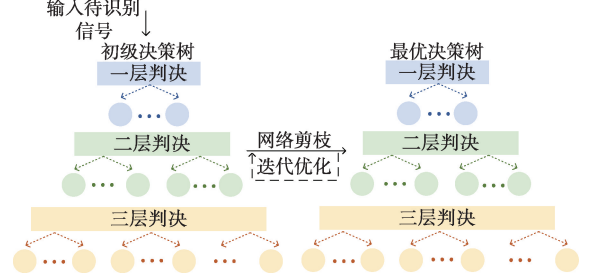 输入待识别
信号
初级决策树
一层判决
二层判决
三层判决
网络剪枝
迭代优化
最优决策树
一层判决
二层判决
三层判决